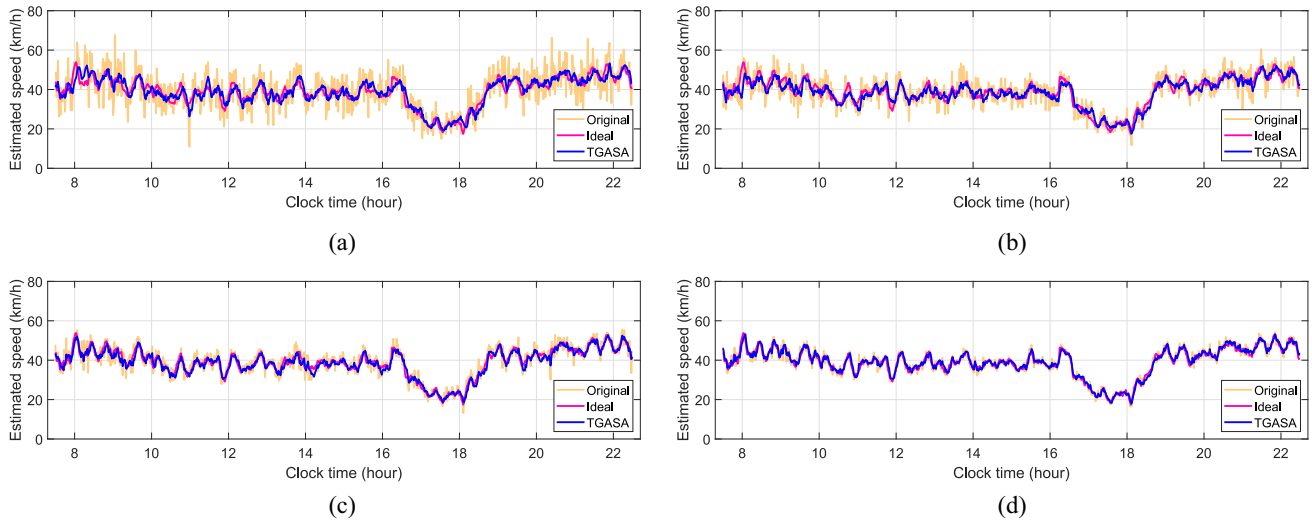 80
60
40
20
0
Estimated speed (km/h)
Original
Ideal
TGASA
8 10 12 14 16 18 20 22
Clock time (hour)
(a)
80
60
40
20
0
Estimated speed (km/h)
Original
Ideal
TGASA
8 10 12 14 16 18 20 22
Clock time (hour)
(b)
80
60
40
20
0
Estimated speed (km/h)
Original
Ideal
TGASA
8 10 12 14 16 18 20 22
Clock time (hour)
(c)
80
60
40
20
0
Estimated speed (km/h)
Original
Ideal
TGASA
8 10 12 14 16 18 20 22
Clock time (hour)
(d)